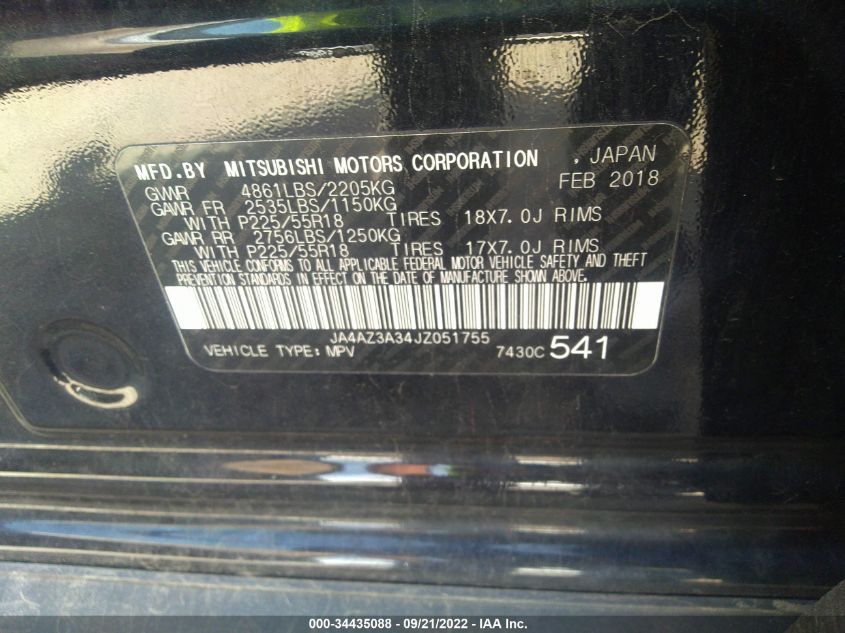 MFD.BY MITSUBISHI MOTORS CORPORATION , JAPAN
GVWR 4861LBS/2205KG FEB 2018
GAWR FR 2535LBS/1150KG
WITH P225/55R18 TIRES 18X7.0J RIMS
GAWR RR 2756LBS/1250KG
WITH P225/55R18 TIRES 17X7.0J RIMS
THIS VEHICLE CONFORMS TO ALL APPLICABLE FEDERAL MOTOR VEHICLE SAFETY AND THEFT
PREVENTION STANDARDS IN EFFECT ON THE DATE OF MANUFACTURE SHOWN ABOVE.
JA4AZ3A34JZ051755
VEHICLE TYPE: MPV 7430C 541
000-34435088 - 09/21/2022 - IAA Inc.